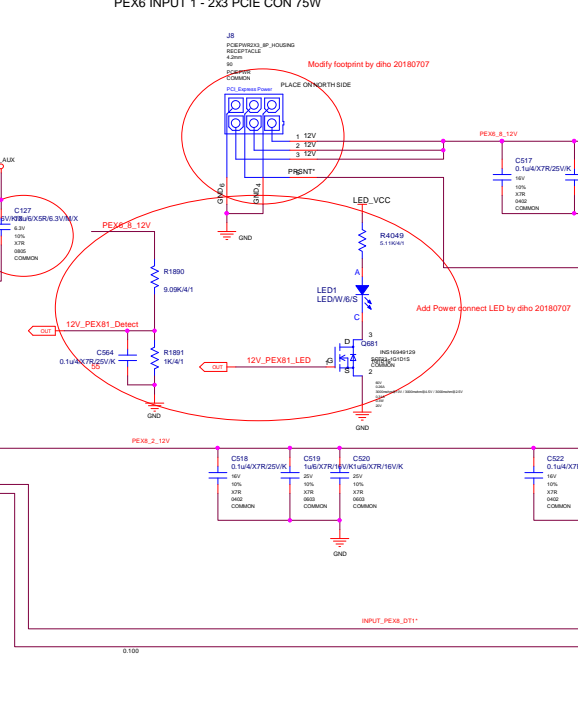 PEX6 INPUT 1 - 2x3 PCIE CON 75W
J8
PCIEPWR2X3_8P_HOUSING
RECEPTACLE
4.2mm
90
PCIEPWR
COMMON
Modify footprint by diho 20180707
PLACE ON NORTH SIDE
PCI_Express Power
1 12V
2 12V
3 12V
PRSNT*
GND 6
GND 4
GND
PEX6_8_12V
C517
0.1u/4/X7R/25V/K
16V
10%
X7R
0402
COMMON
AUX
C127
6.3V
10%
X7R
0805
COMMON
PEX6_8_12V
R1890
9.09K/4/1
12V_PEX81_Detect
OUT
C564
0.1u/4/X7R/25V/K
55
R1891
1K/4/1
GND
LED_VCC
R4049
5.11K/4/1
A
LED1
LED/W/6/S
C
Add Power connect LED by diho 20180707
3
D
Q681
INS16949129
COMMON
G
S
2
12V_PEX81_LED
OUT
GND
PEX8_2_12V
C518
0.1u/4/X7R/25V/K
16V
10%
X7R
0402
COMMON
C519
1u/6/X7R/16V/K
25V
10%
X7R
0603
COMMON
C520
1u/6/X7R/16V/K
25V
10%
X7R
0603
COMMON
C522
0.1u/4/X7
16V
10%
X7R
0402
COMMON
GND
INPUT_PEX8_DT1*
0.100